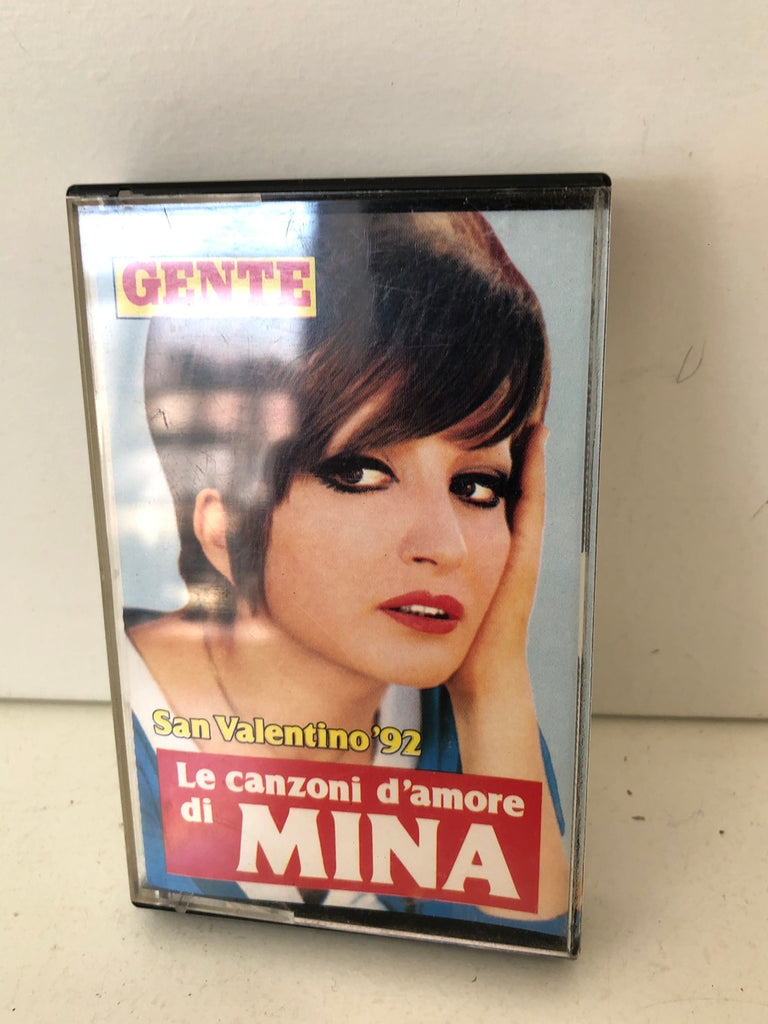 GENTE
San Valentino '92
Le canzoni d'amore
di MINA